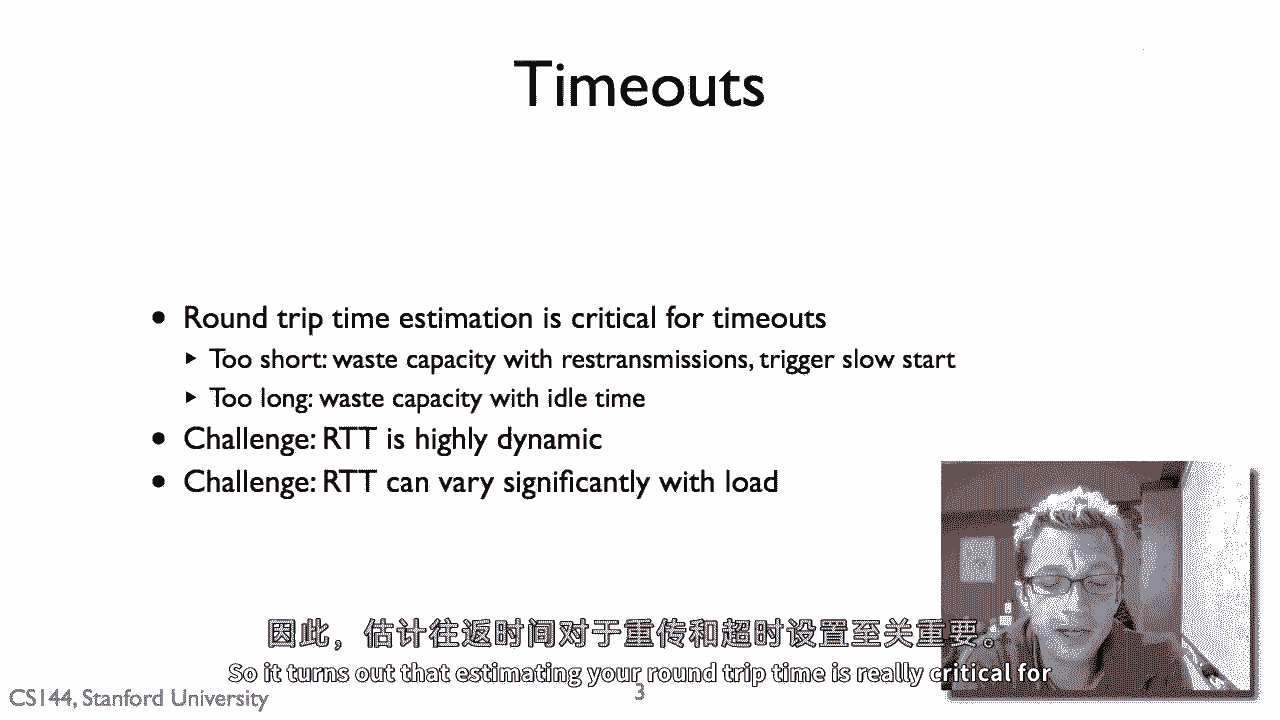 Timeouts
Round trip time estimation is critical for timeouts
Too short: waste capacity with restransmissions, trigger slow start
Too long: waste capacity with idle time
Challenge: RTT is highly dynamic
Challenge: RTT can vary significantly with load
因此，估计往返时间对于重传和超时设置至关重要。
So it turns out that estimating your round trip time is really critical for
CS144, Stanford University
3